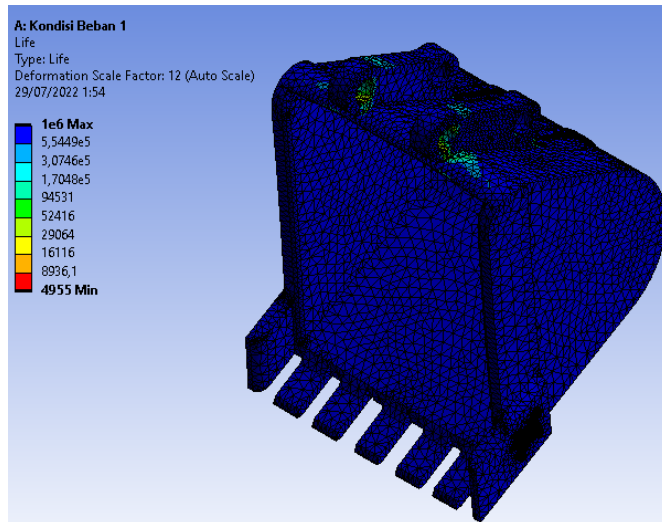 A: Kondisi Beban 1
Life
Type: Life
Deformation Scale Factor: 12 (Auto Scale)
29/07/2022 1:54
1e6 Max
5,5449e5
3,0746e5
1,7048e5
94531
52416
29064
16116
8936,1
4955 Min